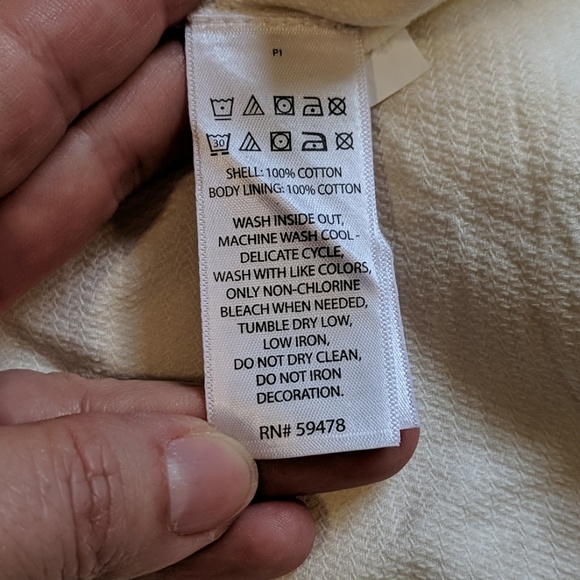 PI
30
SHELL: 100% COTTON
BODY LINING: 100% COTTON
WASH INSIDE OUT,
MACHINE WASH COOL -
DELICATE CYCLE,
WASH WITH LIKE COLORS,
ONLY NON-CHLORINE
BLEACH WHEN NEEDED,
TUMBLE DRY LOW,
LOW IRON,
DO NOT DRY CLEAN,
DO NOT IRON
DECORATION.
RN# 59478